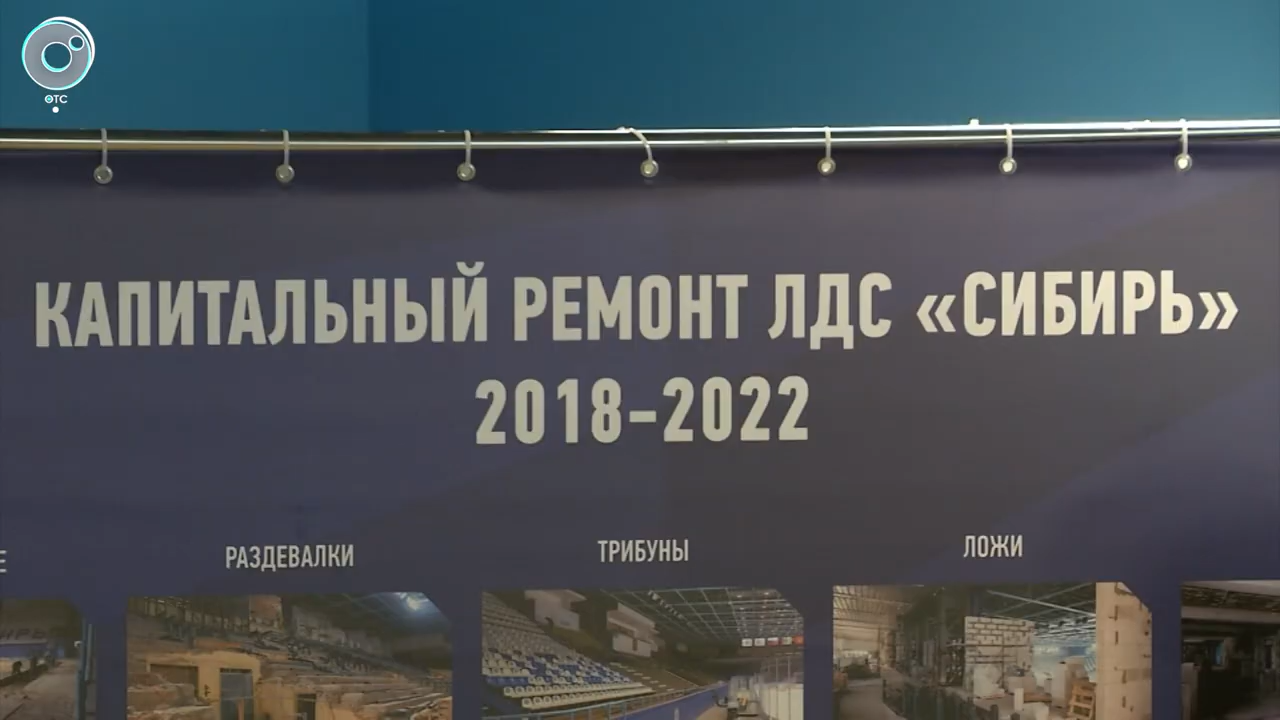 ОТС
КАПИТАЛЬНЫЙ РЕМОНТ ЛДС «СИБИРЬ»
2018-2022
РАЗДЕВАЛКИ
ТРИБУНЫ
ЛОЖИ